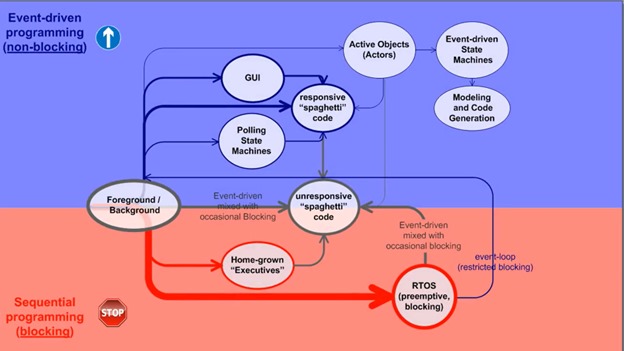 Event-driven
programming
(non-blocking)
Active Objects
(Actors)
Event-driven
State
Machines
GUI
responsive
"spaghetti"
code
Modeling
and Code
Generation
Polling
State
Machines
Foreground /
Background
Event-driven
mixed with
occasional Blocking
unresponsive
"spaghetti"
code
Event-driven
mixed with
occasional blocking
Home-grown
"Executives"
event-loop
(restricted blocking)
RTOS
(preemptive,
blocking)
Sequential
programming
(blocking)
STOP